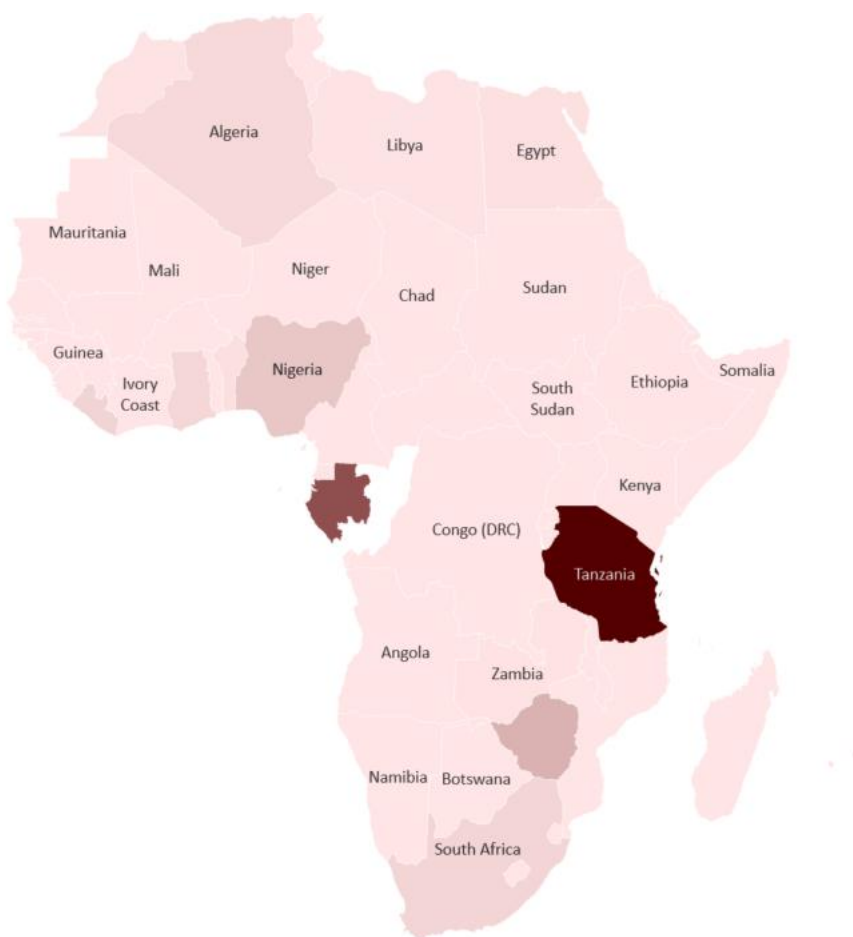 Algeria
Libya
Egypt
Mauritania
Mali
Niger
Chad
Sudan
Guinea
Ivory
Coast
Nigeria
South
Sudan
Ethiopia
Somalia
Kenya
Congo (DRC)
Tanzania
Angola
Zambia
Namibia
Botswana
South Africa